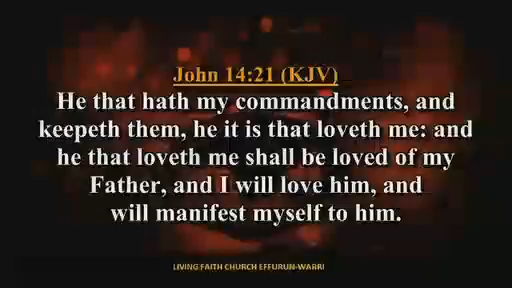 John 14:21 (KJV)
He that hath my commandments, and
keepeth them, he it is that loveth me: and
he that loveth me shall be loved of my
Father, and I will love him, and
will manifest myself to him.
LIVING FAITH CHURCH EFFURUN-WARRI